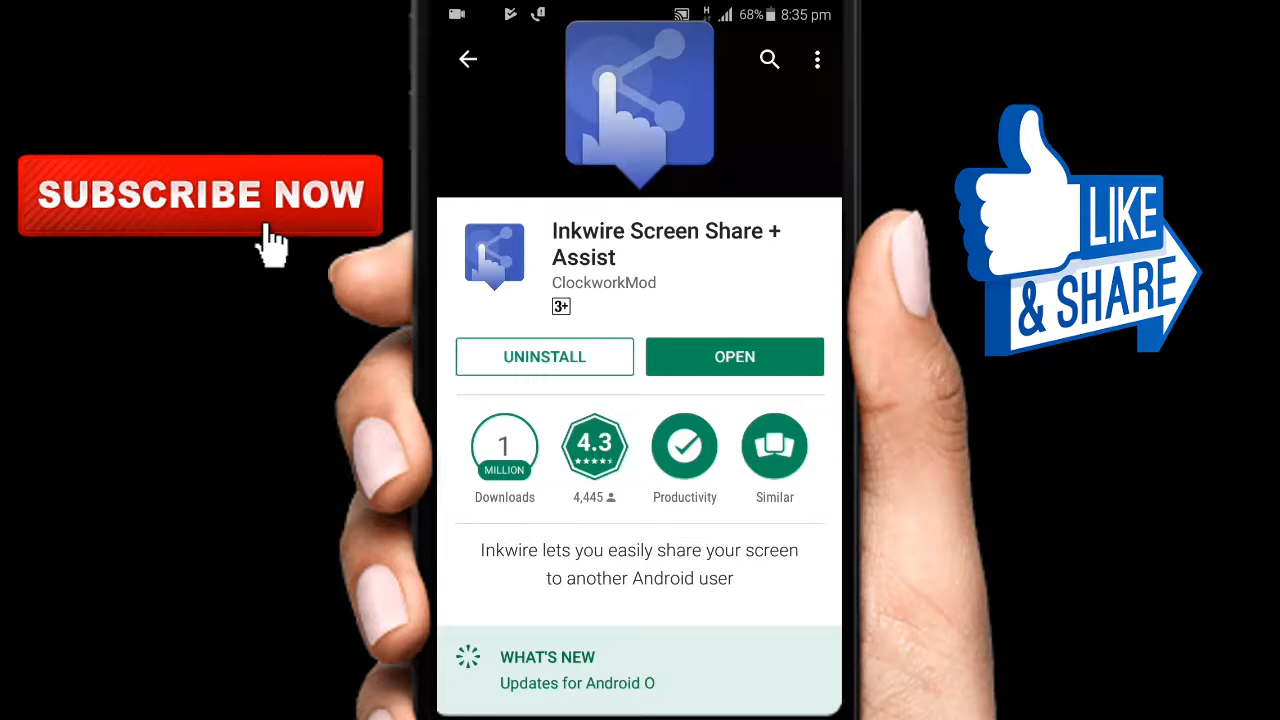 H
68%
8:35 pm
SUBSCRIBE NOW
LIKE
& SHARE
Inkwire Screen Share +
Assist
ClockworkMod
3+
UNINSTALL
OPEN
1
MILLION
Downloads
4.3
4,445
Productivity
Similar
Inkwire lets you easily share your screen
to another Android user
WHAT'S NEW
Updates for Android O